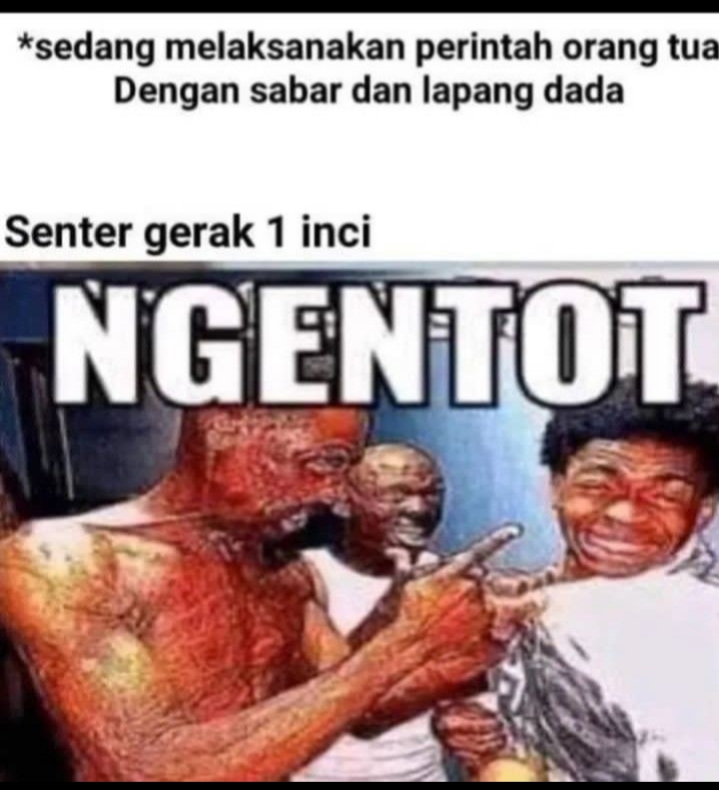 *sedang melaksanakan perintah orang tua
Dengan sabar dan lapang dada
Senter gerak 1 inci
NGENTOT